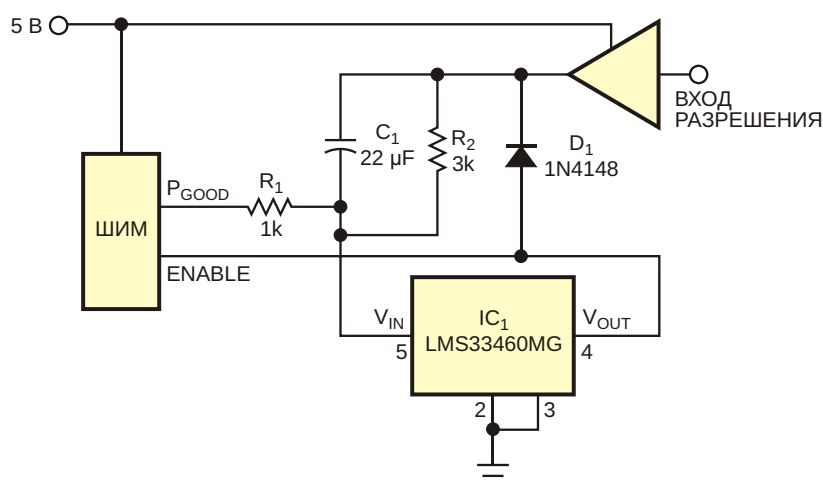 5 В
ВХОД
РАЗРЕШЕНИЯ
C1
22 µF
R2
3k
D1
1N4148
PGOOD
R1
1k
ШИМ
ENABLE
VIN
5
IC1
LMS33460MG
VOUT
4
2
3